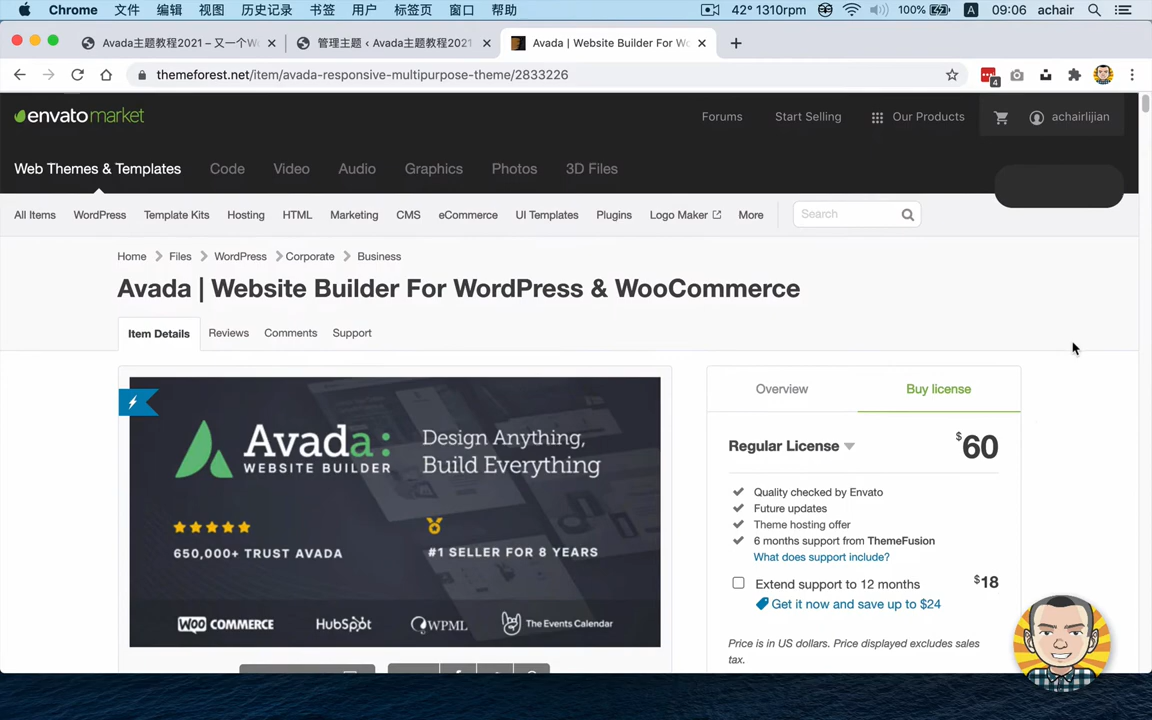 Chrome 文件 编辑 视图 历史记录 书签 用户 标签页 窗口 帮助 42° 1310rpm 100% A 09:06 achair
Avada主题教程2021 – 又一个Wo 管理主题 ‹ Avada主题教程2021 Avada | Website Builder For Wo
themeforest.net/item/avada-responsive-multipurpose-theme/2833226 4
envato market Forums Start Selling Our Products achairlijian
Web Themes & Templates Code Video Audio Graphics Photos 3D Files
All Items WordPress Template Kits Hosting HTML Marketing CMS eCommerce UI Templates Plugins Logo Maker More Search
Home Files WordPress Corporate Business
Avada | Website Builder For WordPress & WooCommerce
Item Details Reviews Comments Support
Avada:
WEBSITE BUILDER
Design Anything,
Build Everything
650,000+ TRUST AVADA
#1 SELLER FOR 8 YEARS
WOO COMMERCE HubSpot WPML The Events Calendar
Overview Buy license
Regular License $60
Quality checked by Envato
Future updates
Theme hosting offer
6 months support from ThemeFusion
What does support include?
Extend support to 12 months $18
Get it now and save up to $24
Price is in US dollars. Price displayed excludes sales
tax.